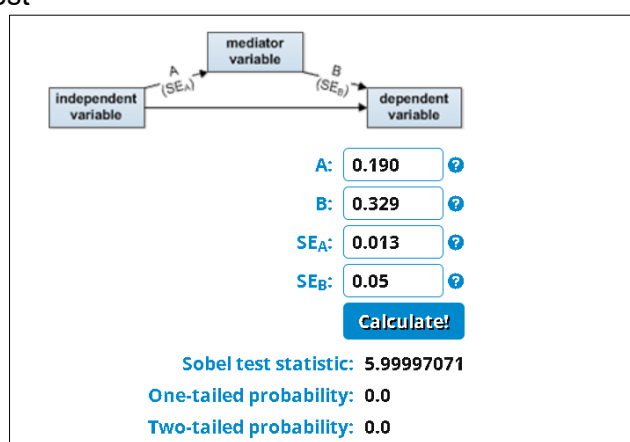 mediator
variable
A
(SEA)
B
(SEB)
independent
variable
dependent
variable
A: 0.190 ?
B: 0.329 ?
SEA: 0.013 ?
SEB: 0.05 ?
Calculate!
Sobel test statistic: 5.99997071
One-tailed probability: 0.0
Two-tailed probability: 0.0